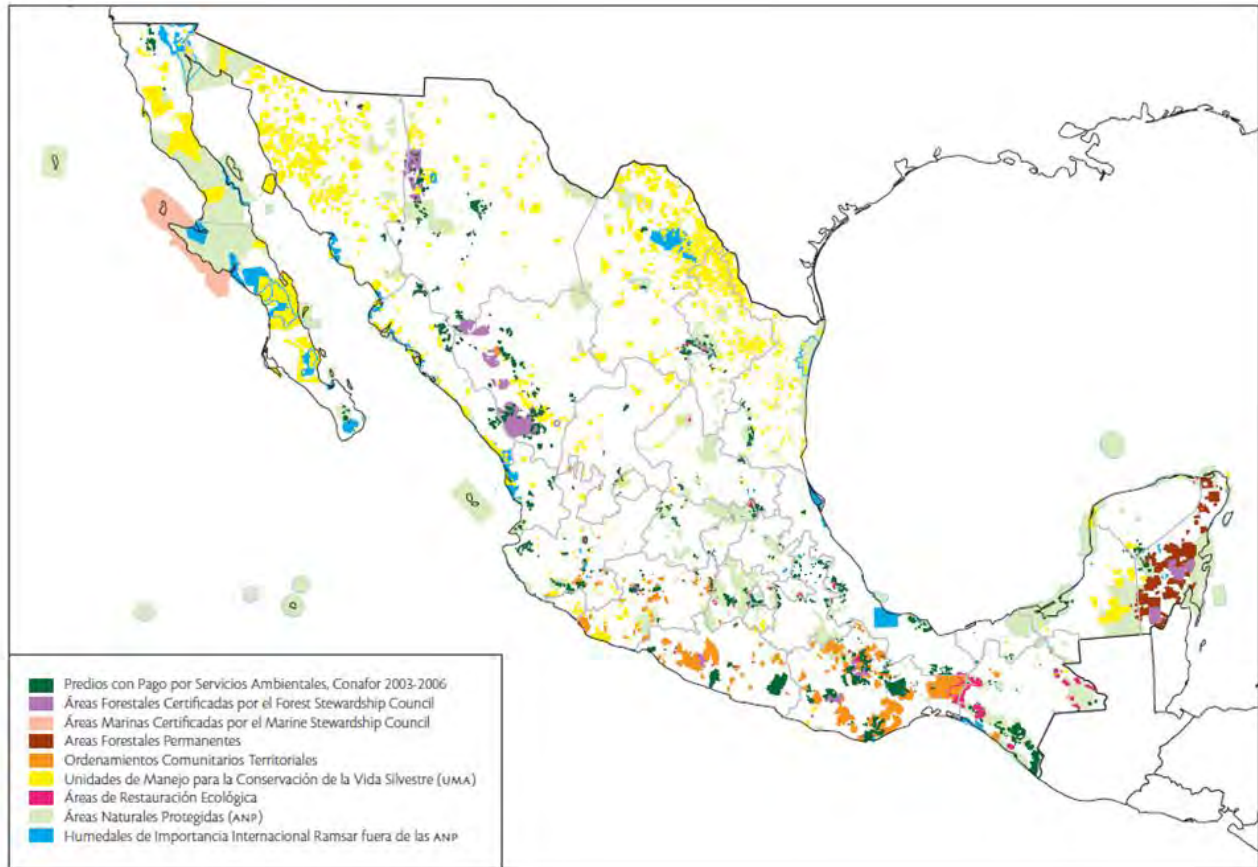 Predios con Pago por Servicios Ambientales, Conafor 2003-2006
Áreas Forestales Certificadas por el Forest Stewardship Council
Áreas Marinas Certificadas por el Marine Stewardship Council
Areas Forestales Permanentes
Ordenamientos Comunitarios Territoriales
Unidades de Manejo para la Conservación de la Vida Silvestre (UMA)
Áreas de Restauración Ecológica
Áreas Naturales Protegidas (ANP)
Humedales de Importancia Internacional Ramsar fuera de las ANP